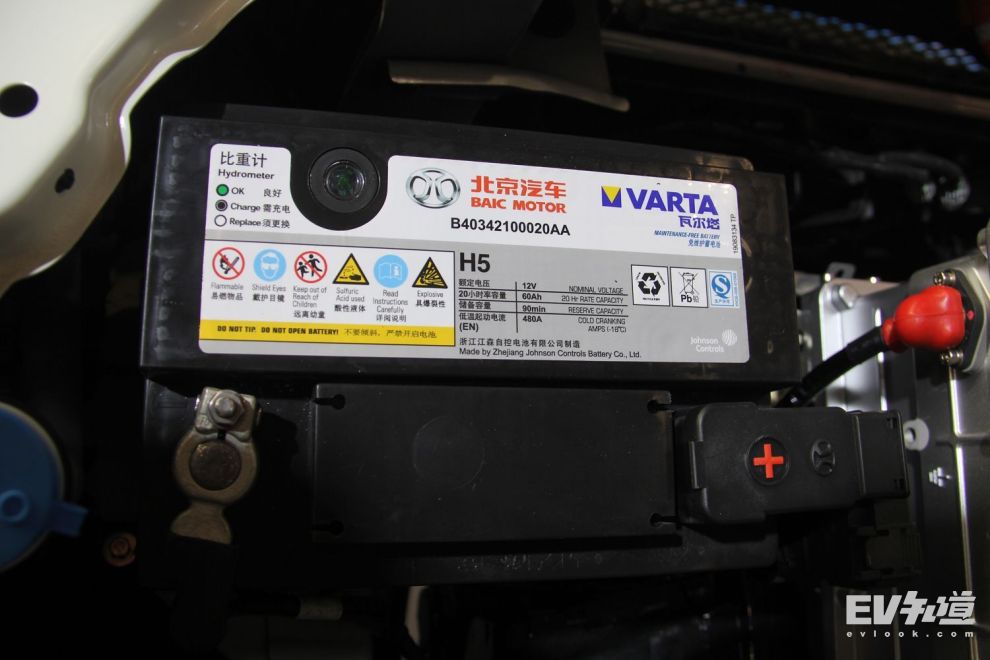 比重计
Hydrometer
OK 良好
Charge 需充电
Replace 须更换
北京汽车
BAIC MOTOR
B40342100020AA
VARTA
瓦尔塔
MAINTENANCE-FREE BATTERY
免维护蓄电池
19083134 TP
Flammable
易燃物品
Shield Eyes
戴护目镜
Keep out of
Reach of
Children
远离幼童
Sulfuric
Acid used
酸性液体
Read
Instructions
Carefully
详阅说明
Explosive
具爆裂性
DO NOT TIP. DO NOT OPEN BATTERY! 不要倾斜，严禁开启电池
H5
额定电压 12V NOMINAL VOLTAGE
20小时率容量 60Ah 20 Hr RATE CAPACITY
储备容量 90min RESERVE CAPACITY
低温起动电流 480A COLD CRANKING
(EN) AMPS (-18℃)
Pb
浙江江森自控电池有限公司制造
Made by Zhejiang Johnson Controls Battery Co., Ltd.
Johnson
Controls
EV知道
evlook.com